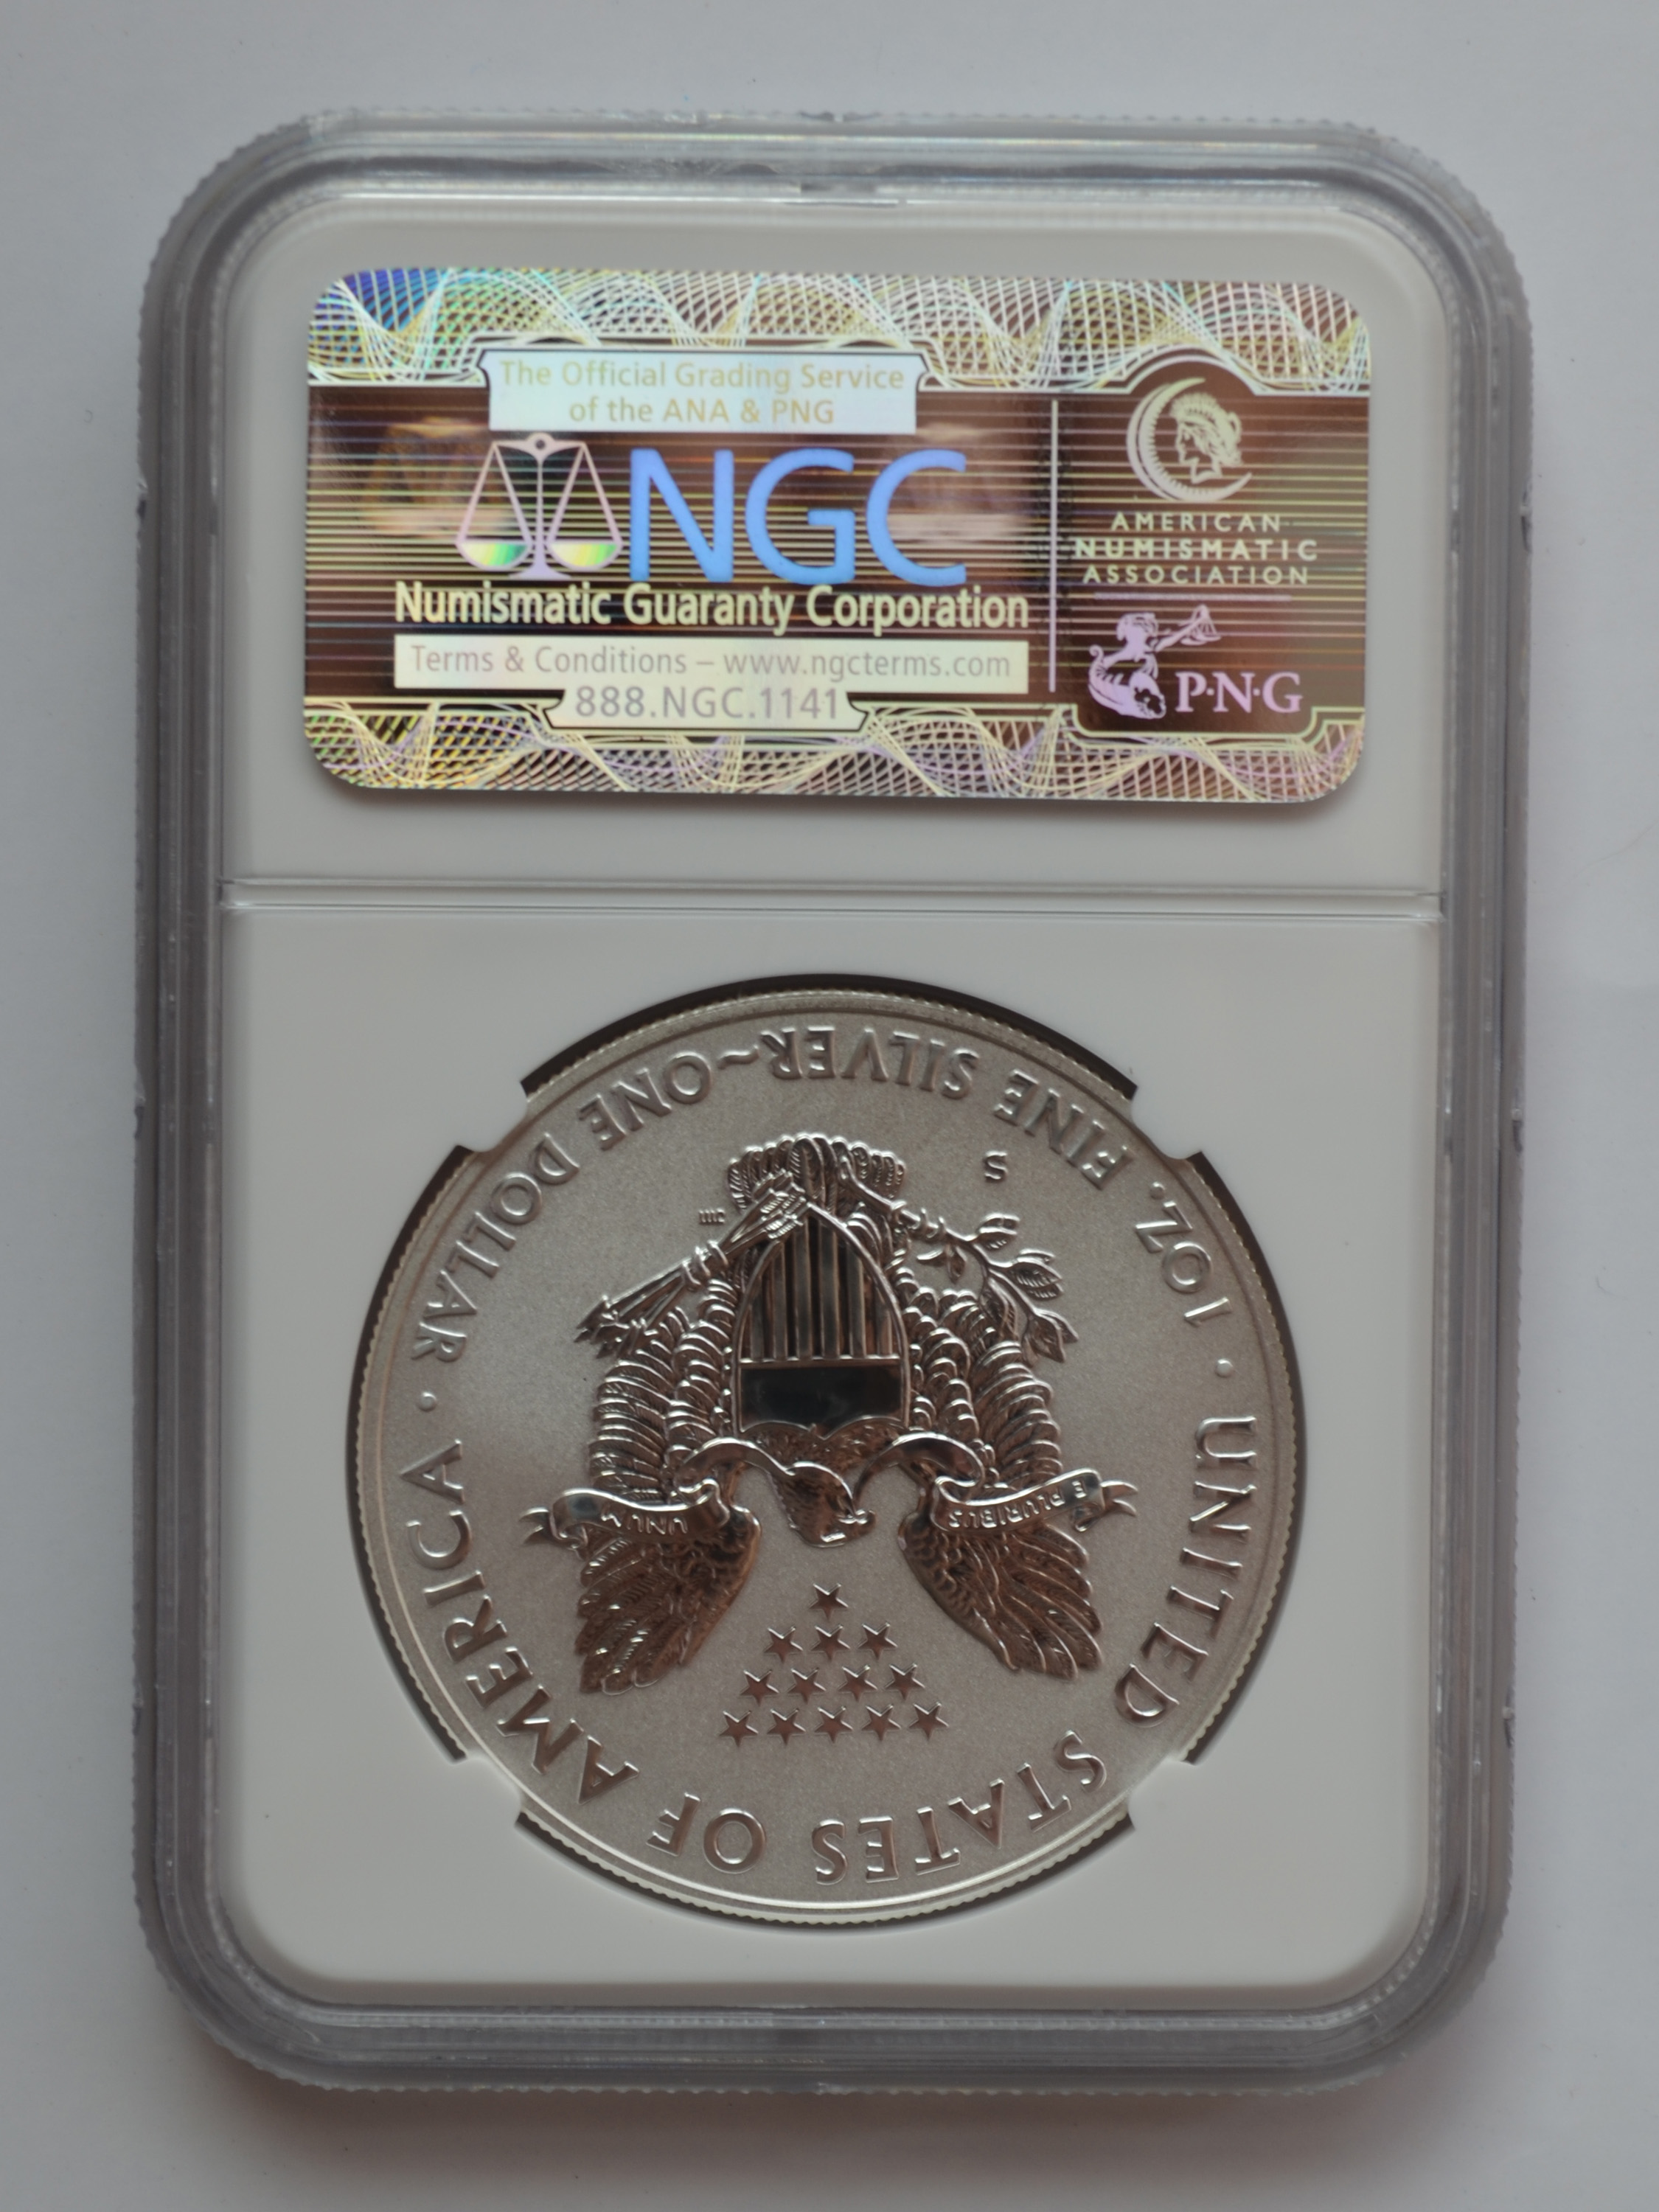 The Official Grading Service
of the ANA & PNG
NGC
Numismatic Guaranty Corporation
Terms & Conditions – www.ngcterms.com
888.NGC.1141
AMERICAN
NUMISMATIC
ASSOCIATION
P·N·G
UNITED STATES OF AMERICA
1 OZ. FINE SILVER~ONE DOLLAR
S
E PLURIBUS
UNUM